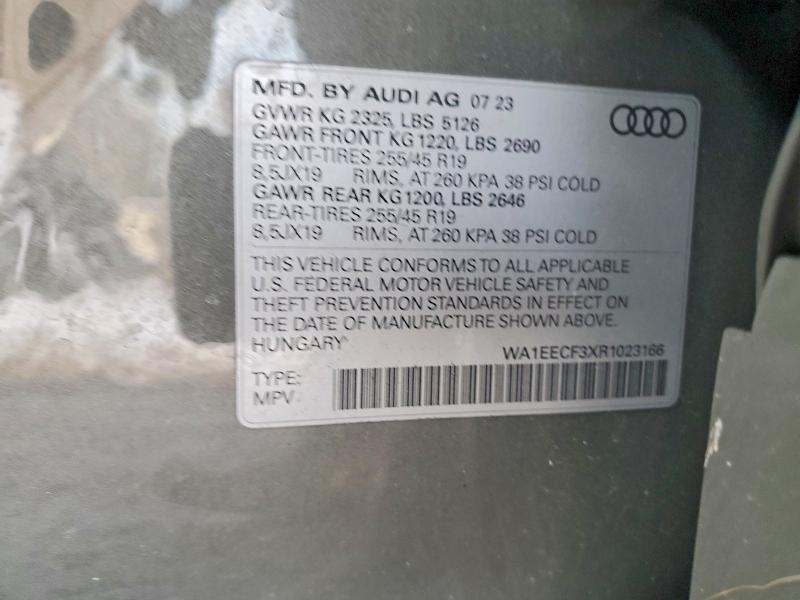 MFD. BY AUDI AG 07 23
GVWR KG 2325, LBS 5126
GAWR FRONT KG 1220, LBS 2690
FRONT-TIRES 255/45 R19
8,5JX19 RIMS, AT 260 KPA 38 PSI COLD
GAWR REAR KG 1200, LBS 2646
REAR-TIRES 255/45 R19
8,5JX19 RIMS, AT 260 KPA 38 PSI COLD
THIS VEHICLE CONFORMS TO ALL APPLICABLE
U.S. FEDERAL MOTOR VEHICLE SAFETY AND
THEFT PREVENTION STANDARDS IN EFFECT ON
THE DATE OF MANUFACTURE SHOWN ABOVE.
HUNGARY
WA1EECF3XR1023166
TYPE:
MPV